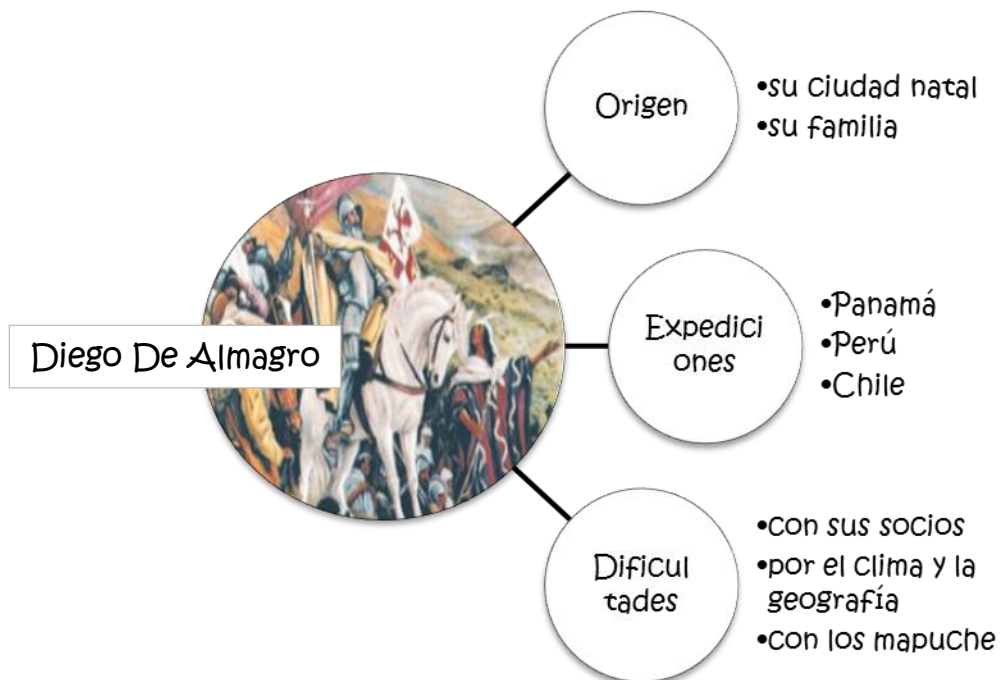 Diego De Almagro
Origen
•su ciudad natal
•su familia
Expedici
ones
•Panamá
•Perú
•Chile
Dificul
tades
•con sus socios
•por el clima y la
geografía
•con los mapuche